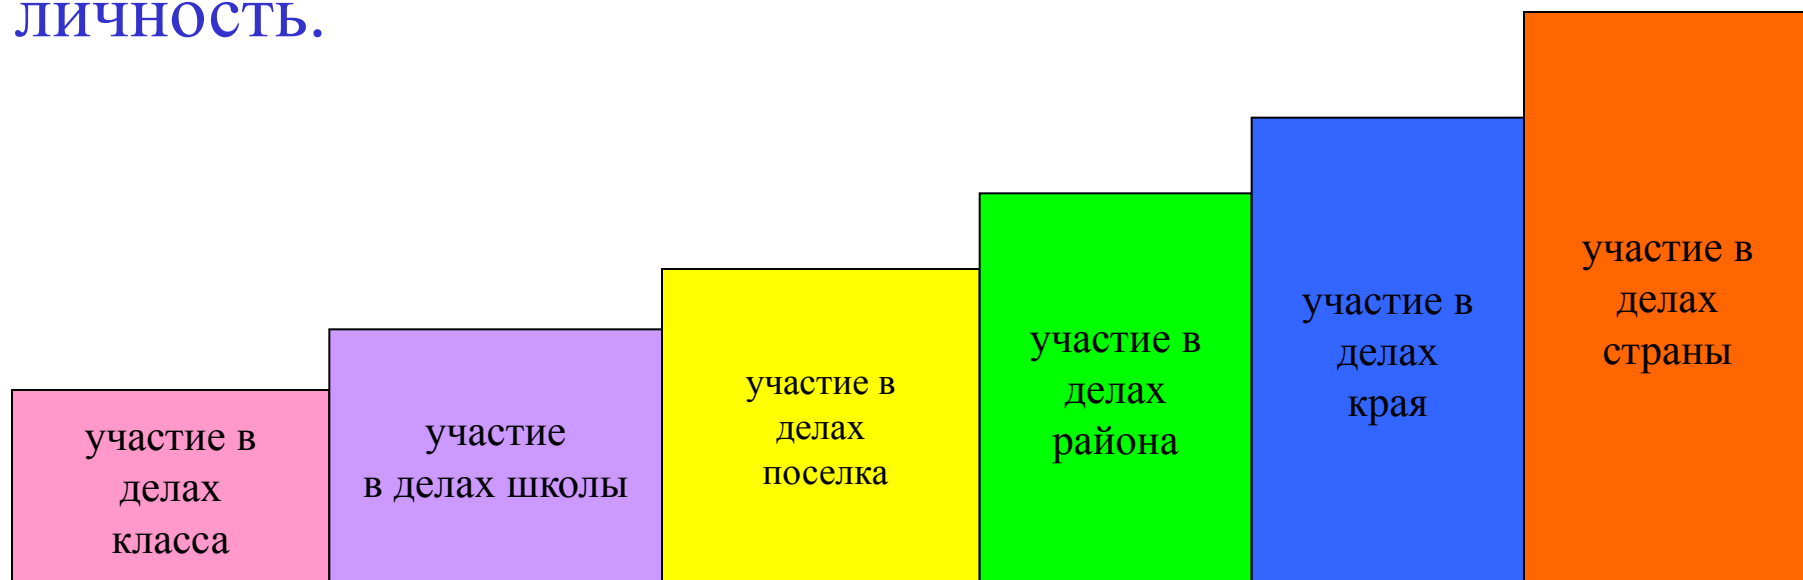 личность.
участие в
делах
класса
участие
в делах школы
участие в
делах
поселка
участие в
делах
района
участие в
делах
края
участие в
делах
страны